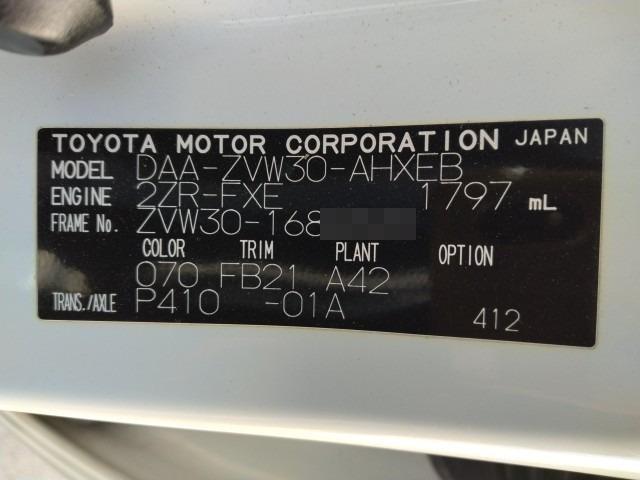 TOYOTA MOTOR CORPORATION JAPAN
MODEL DAA-ZVW30-AHXEB
ENGINE 2ZR-FXE 1797 mL
FRAME No. ZVW30-168
COLOR TRIM PLANT OPTION
070 FB21 A42
TRANS./AXLE P410 -01A
412